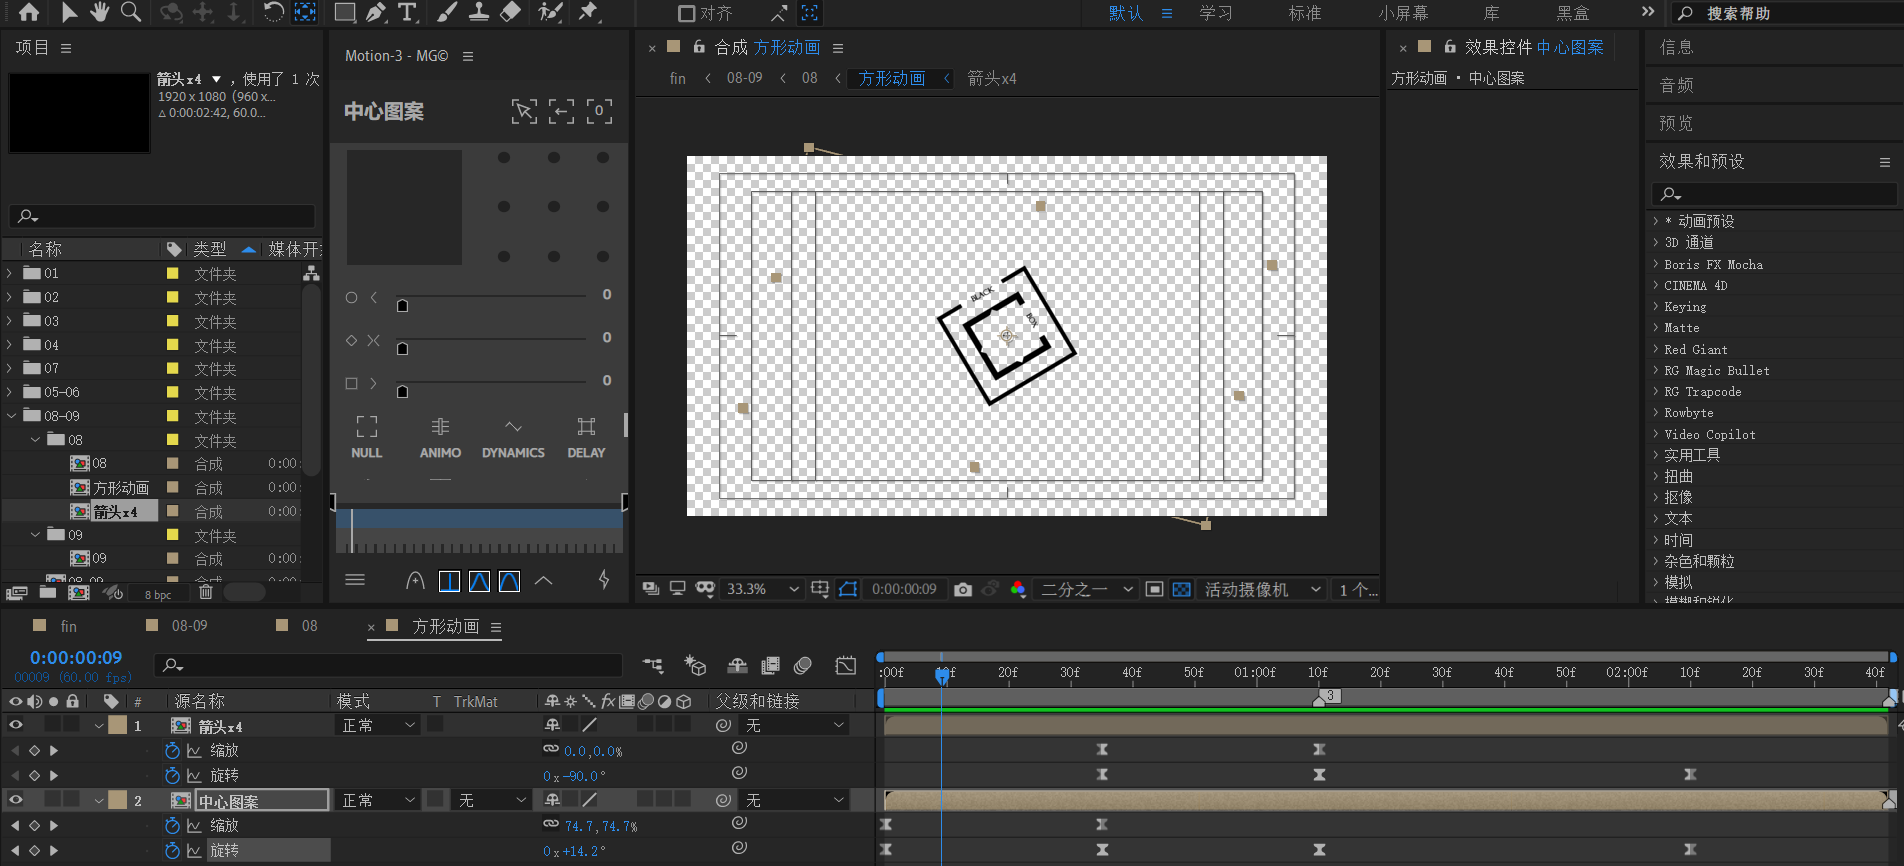 对齐
默认
学习
标准
小屏幕
库
黑盒
搜索帮助
项目
箭头x4 ▼ ，使用了 1 次
1920 x 1080 (960 x...
Δ 0:00:02:42, 60.0...
名称
类型
媒体开
01 文件夹
02 文件夹
03 文件夹
04 文件夹
07 文件夹
05-06 文件夹
08-09 文件夹
08 文件夹
08 合成 0:00:
方形动画 合成 0:00:
箭头x4 合成 0:00:
09 文件夹
09 合成 0:00:
8 bpc
Motion-3 - MG©
中心图案
0
0
0
0
NULL ANIMO DYNAMICS DELAY
合成 方形动画
fin ‹ 08-09 ‹ 08 ‹ 方形动画 ‹ 箭头x4
BLACK
BOX
33.3%
0:00:00:09
二分之一
活动摄像机
1 个...
效果控件 中心图案
方形动画 · 中心图案
信息
音频
预览
效果和预设
* 动画预设
3D 通道
Boris FX Mocha
CINEMA 4D
Keying
Matte
Red Giant
RG Magic Bullet
RG Trapcode
Rowbyte
Video Copilot
实用工具
扭曲
抠像
文本
时间
杂色和颗粒
模拟
模糊和锐化
fin
08-09
08
方形动画
0:00:00:09
00009 (60.00 fps)
# 源名称 模式 T TrkMat fx 父级和链接
:00f 10f 20f 30f 40f 50f 01:00f 10f 20f 30f 40f 50f 02:00f 10f 20f 30f 40f
3
1 箭头x4 正常 无
缩放 0.0,0.0%
旋转 0x-90.0°
2 中心图案 正常 无 无
缩放 74.7,74.7%
旋转 0x+14.2°